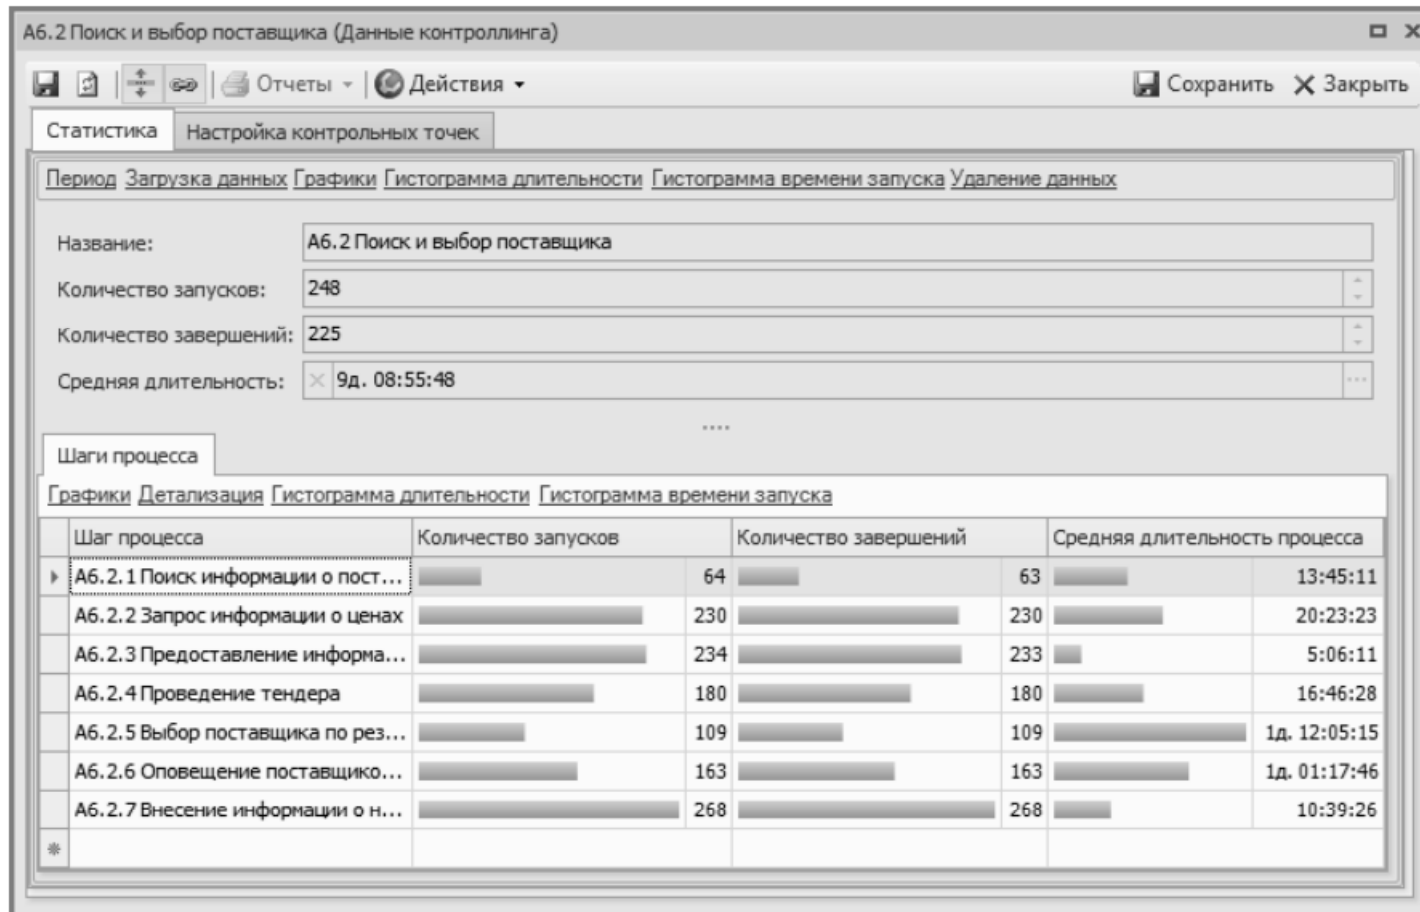 А6.2 Поиск и выбор поставщика (Данные контроллинга)
Отчеты Действия Сохранить Закрыть
Статистика Настройка контрольных точек
Период Загрузка данных Графики Гистограмма длительности Гистограмма времени запуска Удаление данных
Название: А6.2 Поиск и выбор поставщика
Количество запусков: 248
Количество завершений: 225
Средняя длительность: 9д. 08:55:48
Шаги процесса
Графики Детализация Гистограмма длительности Гистограмма времени запуска
Шаг процесса Количество запусков Количество завершений Средняя длительность процесса
А6.2.1 Поиск информации о пост... 64 63 13:45:11
А6.2.2 Запрос информации о ценах 230 230 20:23:23
А6.2.3 Предоставление информа... 234 233 5:06:11
А6.2.4 Проведение тендера 180 180 16:46:28
А6.2.5 Выбор поставщика по рез... 109 109 1д. 12:05:15
А6.2.6 Оповещение поставщико... 163 163 1д. 01:17:46
А6.2.7 Внесение информации о н... 268 268 10:39:26